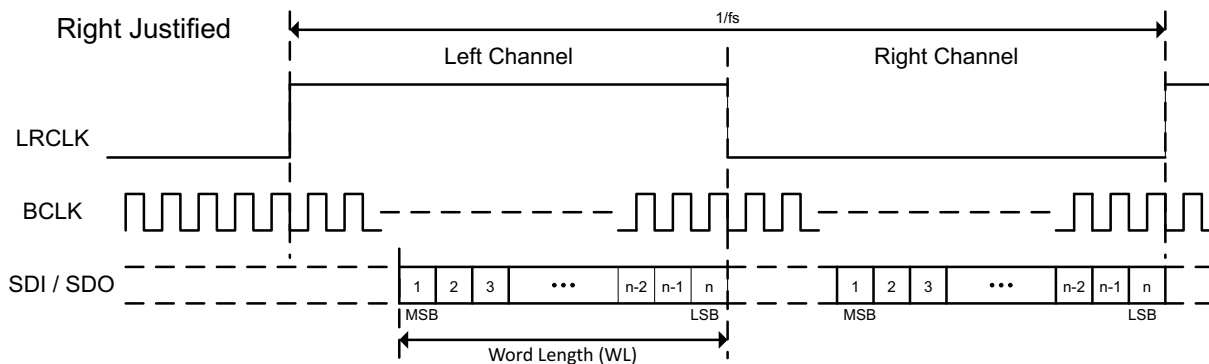 1/fs
Right Justified
Left Channel Right Channel
LRCLK
BCLK
SDI / SDO
1 2 3 ••• n-2 n-1 n 1 2 3 ••• n-2 n-1 n
MSB LSB MSB LSB
Word Length (WL)